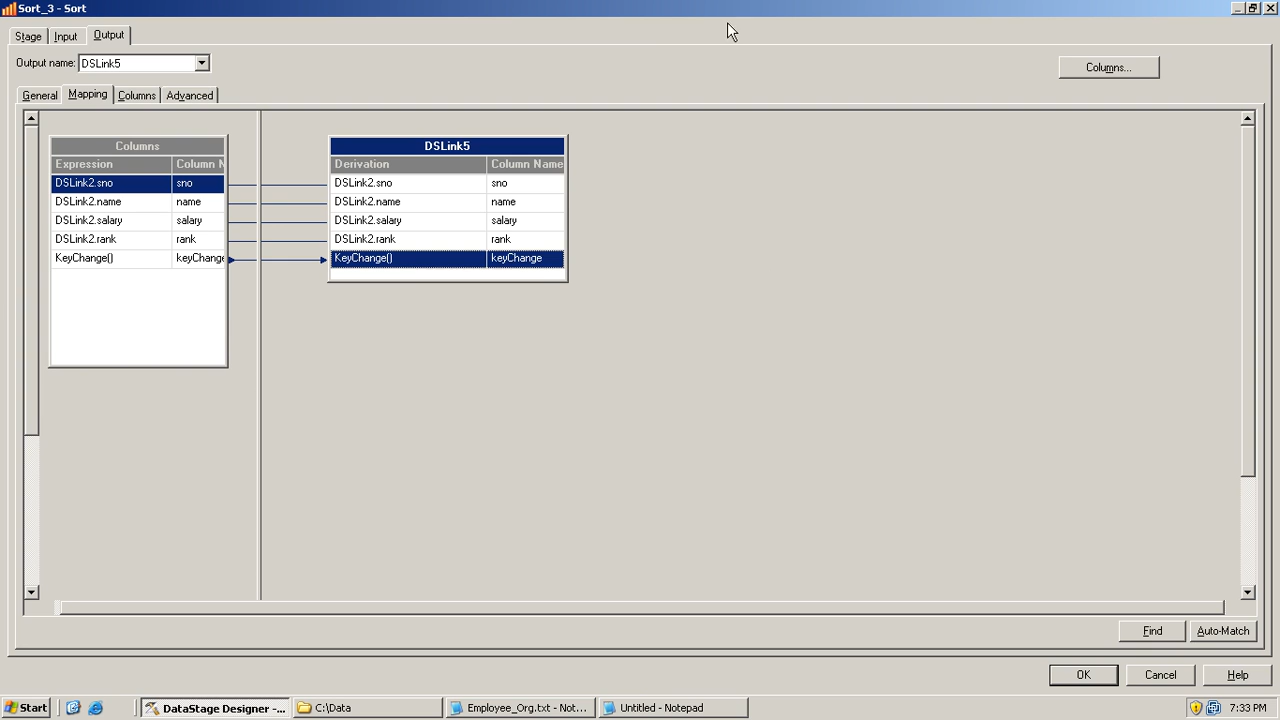 Sort_3 - Sort
Stage Input Output
Output name: DSLink5
Columns...
General Mapping Columns Advanced
Columns
Expression Column N
DSLink2.sno sno
DSLink2.name name
DSLink2.salary salary
DSLink2.rank rank
KeyChange() keyChange
DSLink5
Derivation Column Name
DSLink2.sno sno
DSLink2.name name
DSLink2.salary salary
DSLink2.rank rank
KeyChange() keyChange
Find Auto-Match
OK Cancel Help
Start DataStage Designer -... C:\Data Employee_Org.txt - Not... Untitled - Notepad 7:33 PM